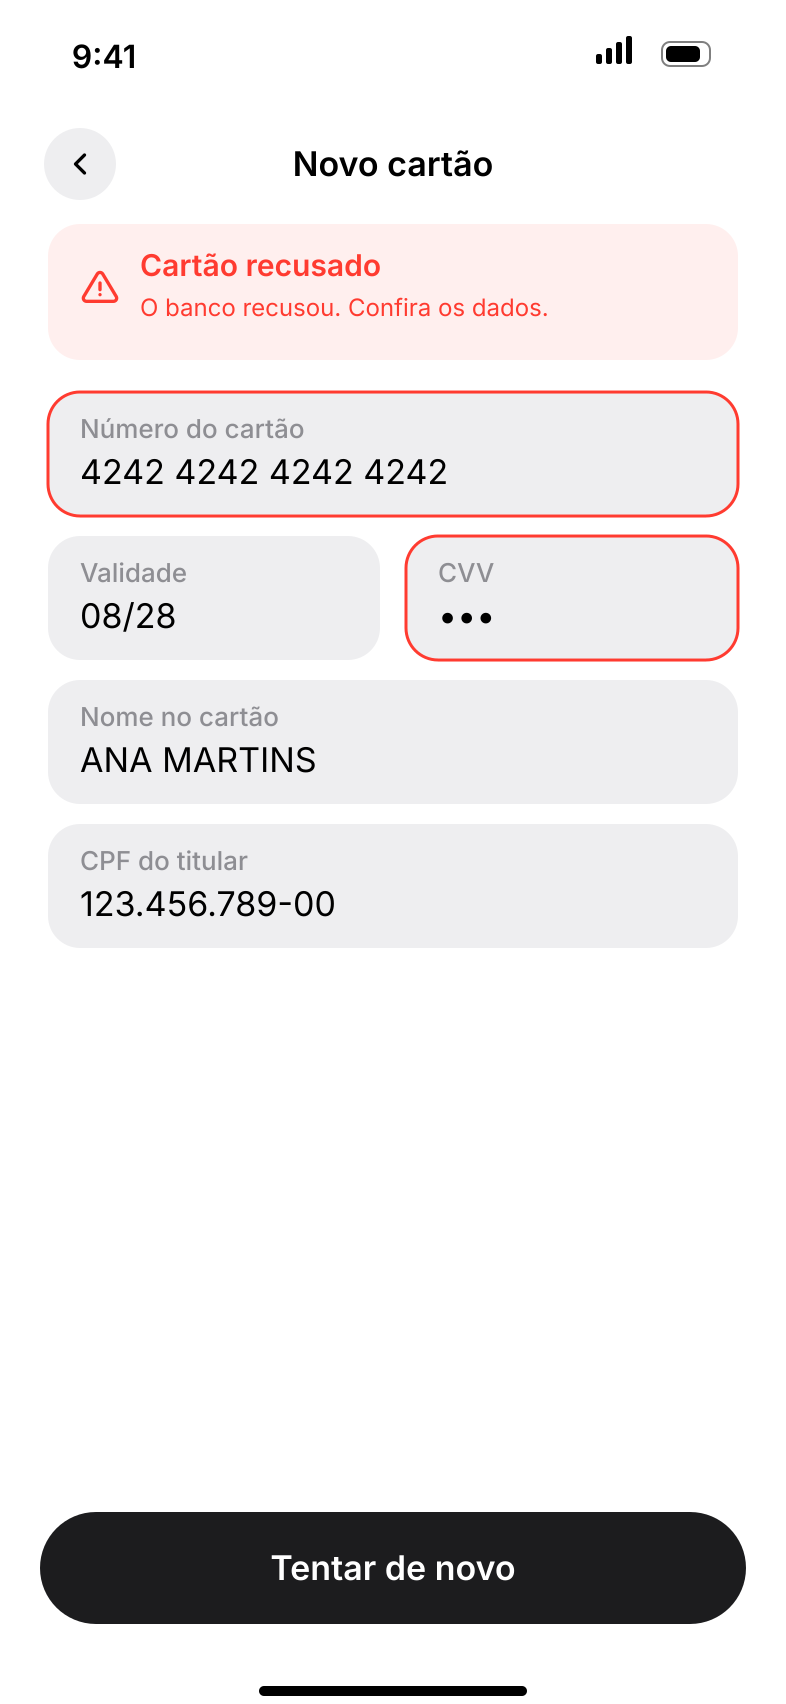 9:41
Novo cartão
Cartão recusado
O banco recusou. Confira os dados.
Número do cartão
4242 4242 4242 4242
Validade
08/28
CVV
•••
Nome no cartão
ANA MARTINS
CPF do titular
123.456.789-00
Tentar de novo